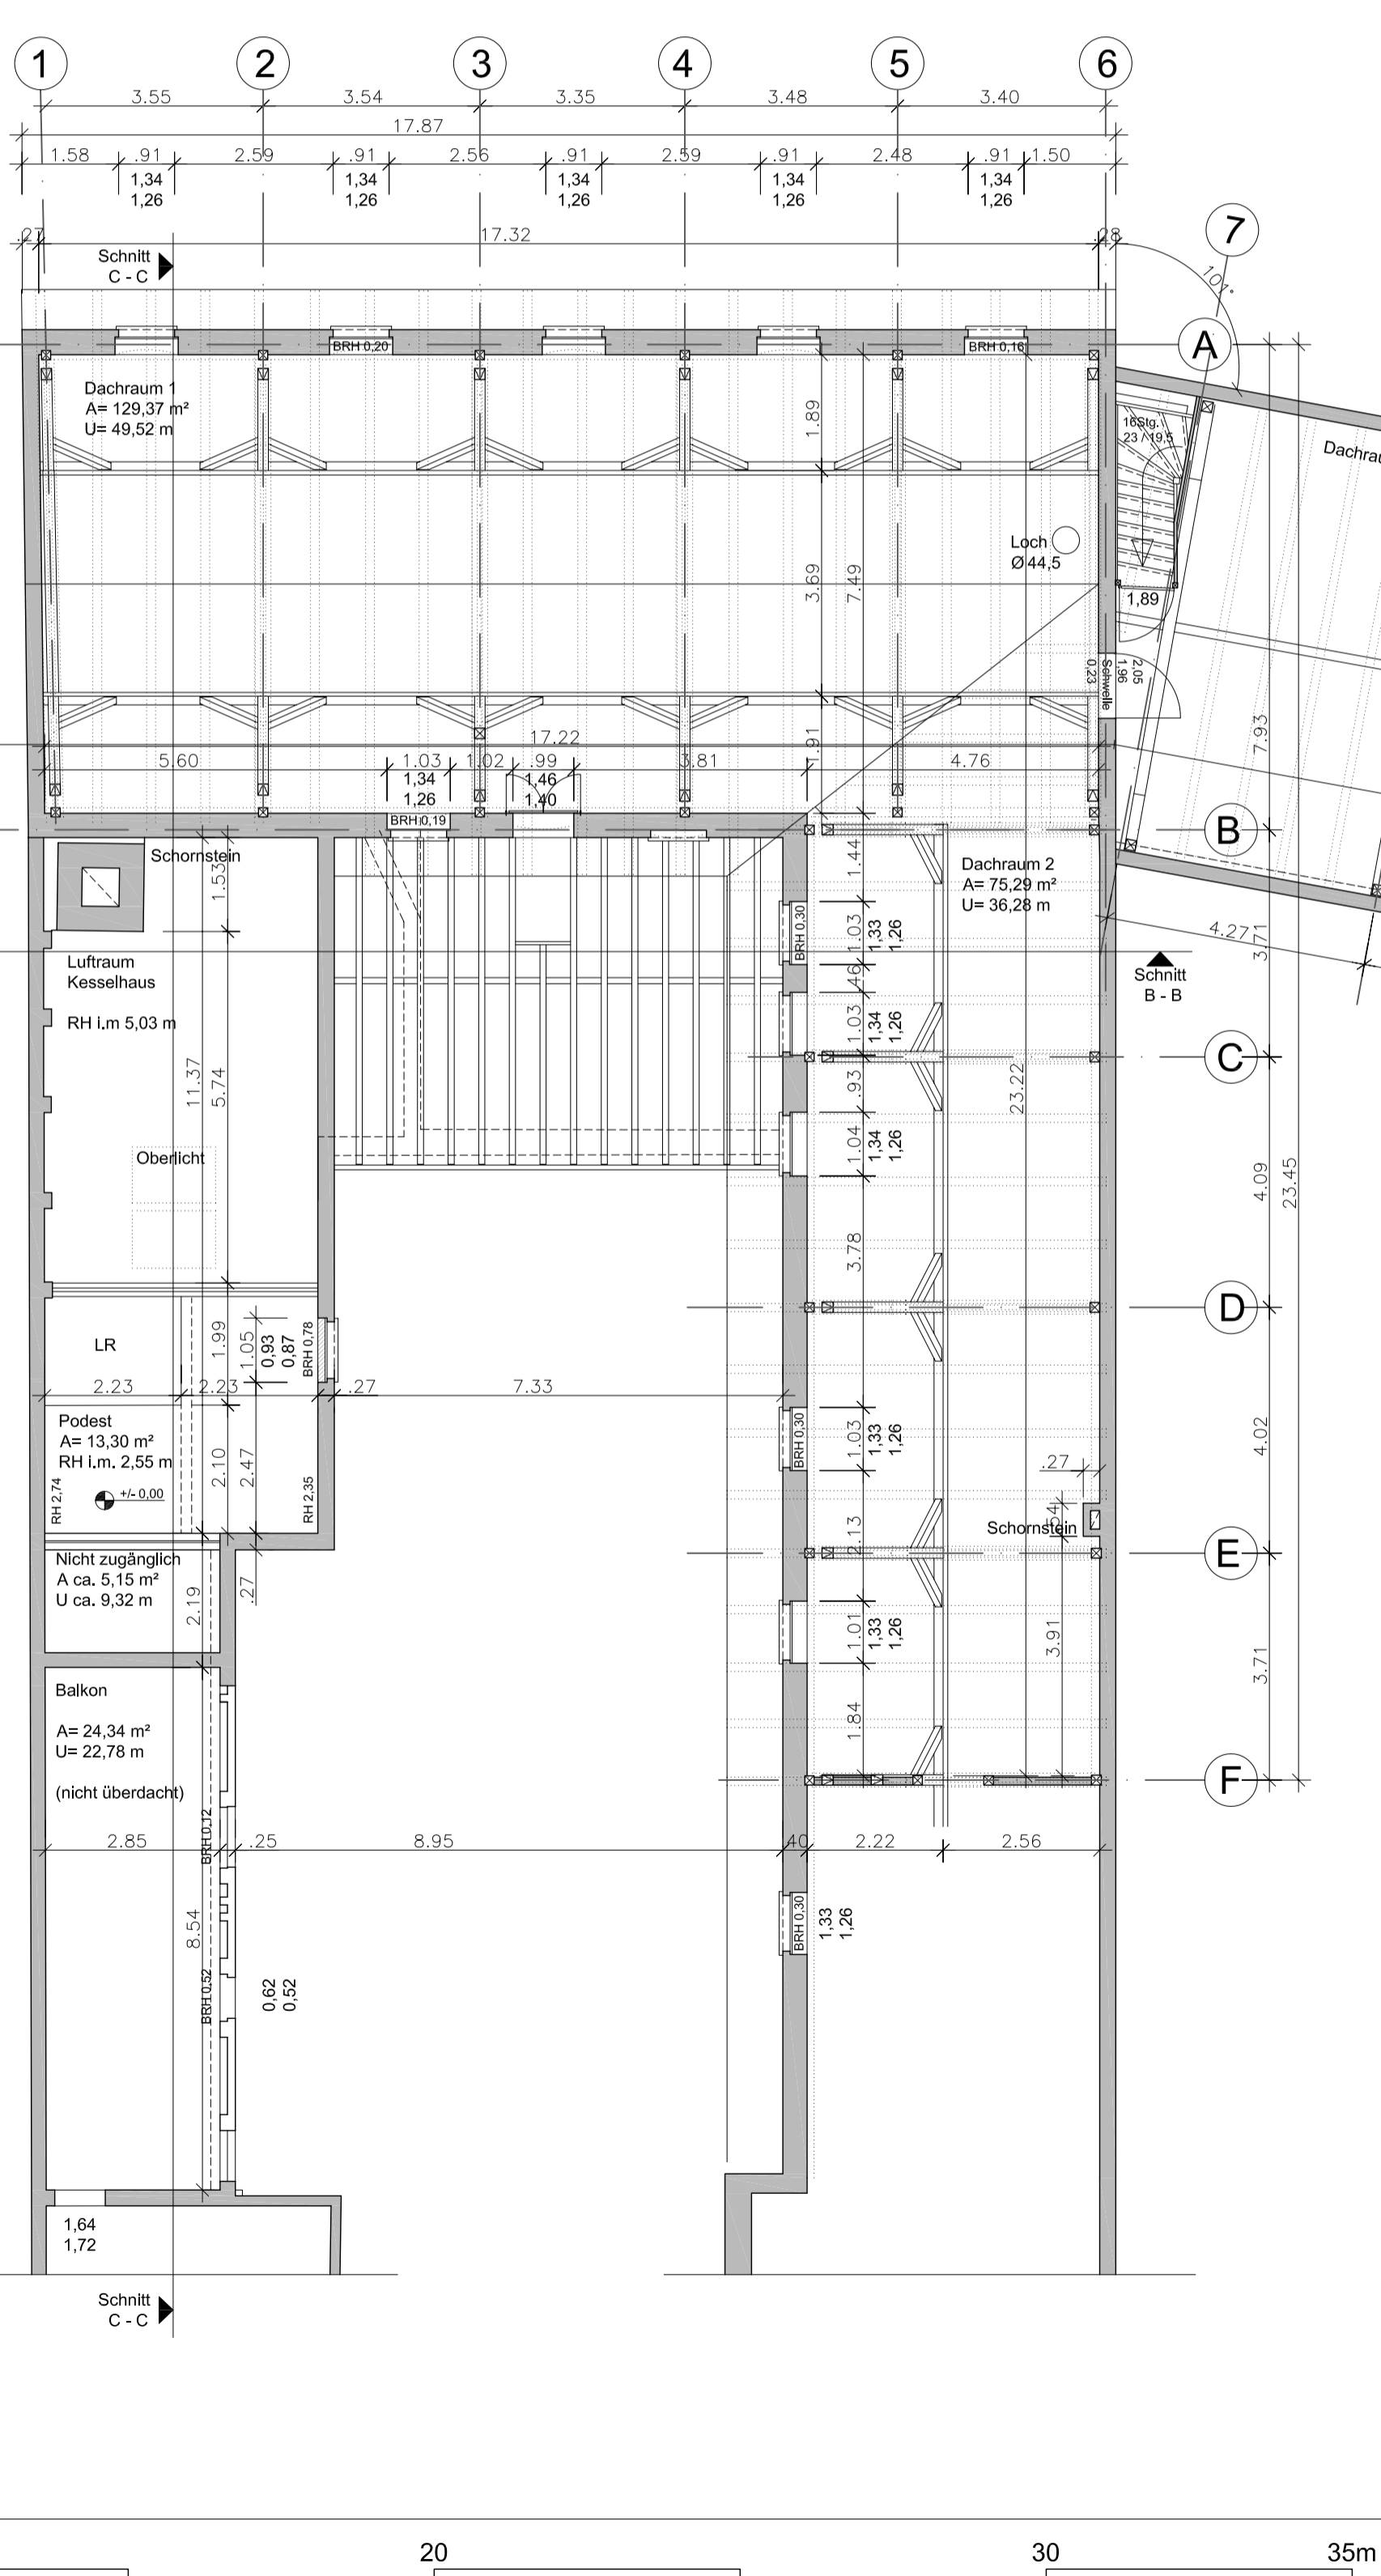 1 2 3 4 5 6
3.55 3.54 3.35 3.48 3.40
17.87
1.58 .91 2.59 .91 2.56 .91 2.59 .91 2.48 .91 1.50
1,34 1,34 1,34 1,34 1,34
1,26 1,26 1,26 1,26 1,26
.27 17.32 .28
7
101°
Schnitt
C - C
A
BRH 0,20
BRH 0,16
Dachraum 1
A= 129,37 m²
U= 49,52 m
1.89
16Stg.
23 / 19,5
Loch
Ø 44,5
3.69
7.49
1,89
2,05
1,96
Schwelle
0,23
7.93
17.22
1.91
5.60 1.03 1.02 .99 3.81 4.76
1,34 1,46
1,26 1,40
BRH 0,19
B
Schornstein
1.53
1.44
Dachraum 2
A= 75,29 m²
U= 36,28 m
BRH 0,30
1.03
1,33
1,26
4.27
3.71
Luftraum
Kesselhaus
RH i.m 5,03 m
.46
Schnitt
B - B
1.03
1,34
1,26
C
11.37
5.74
.93
23.22
1.04
1,34
1,26
Oberlicht
4.09
23.45
3.78
D
LR
1.99
1.05
0,93
0,87
BRH 0,78
2.23 2.23 .27 7.33
Podest
A= 13,30 m²
RH i.m. 2,55 m
+/- 0,00
RH 2,74
2.10
2.47
RH 2,35
BRH 0,30
1.03
1,33
1,26
4.02
.27
.54
Schornstein
2.13
E
Nicht zugänglich
A ca. 5,15 m²
U ca. 9,32 m
2.19
.27
1.01
1,33
1,26
3.91
3.71
Balkon
A= 24,34 m²
U= 22,78 m
(nicht überdacht)
1.84
F
BRH 0,12
2.85 .25 8.95 .40 2.22 2.56
8.54
BRH 0,52
0,62
0,52
BRH 0,30
1,33
1,26
1,64
1,72
Schnitt
C - C
20 30 35m